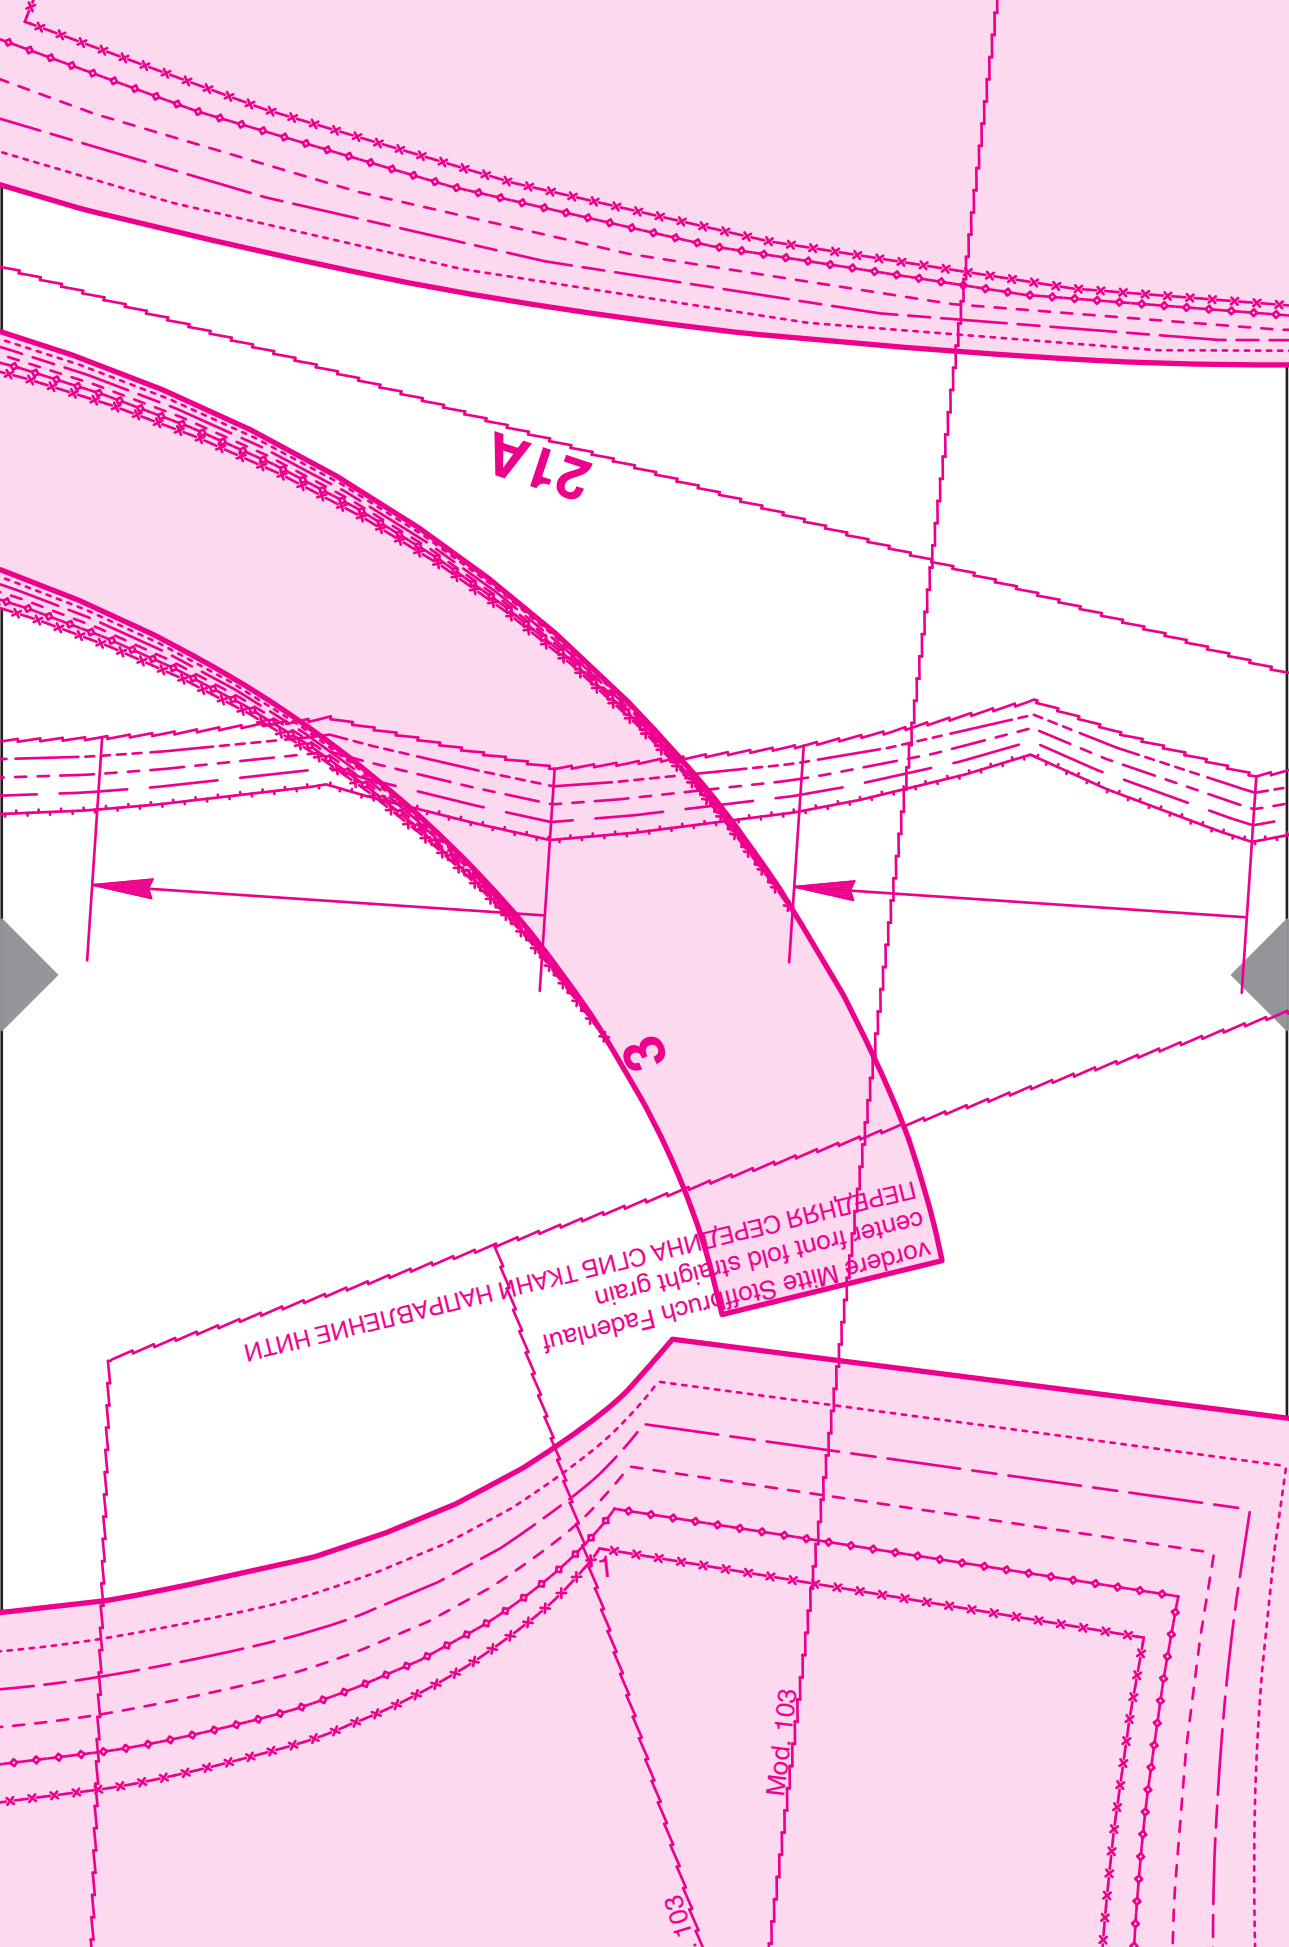 21A
3
vordere Mitte Stoffbruch Fadenlauf
center front fold straight grain
ПЕРЕДНЯЯ СЕРЕДИНА СГИБ ТКАНИ НАПРАВЛЕНИЕ НИТИ
1
Mod. 103
103